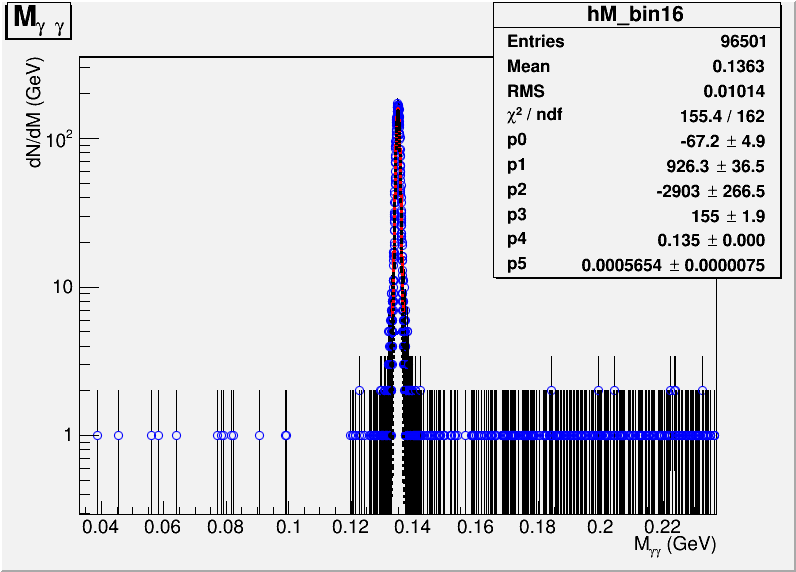 M γ γ
hM_bin16
Entries 96501
Mean 0.1363
RMS 0.01014
χ² / ndf 155.4 / 162
p0 -67.2 ± 4.9
p1 926.3 ± 36.5
p2 -2903 ± 266.5
p3 155 ± 1.9
p4 0.135 ± 0.000
p5 0.0005654 ± 0.0000075
dN/dM (GeV)
10²
10
1
0.04 0.06 0.08 0.1 0.12 0.14 0.16 0.18 0.2 0.22
Mγγ (GeV)